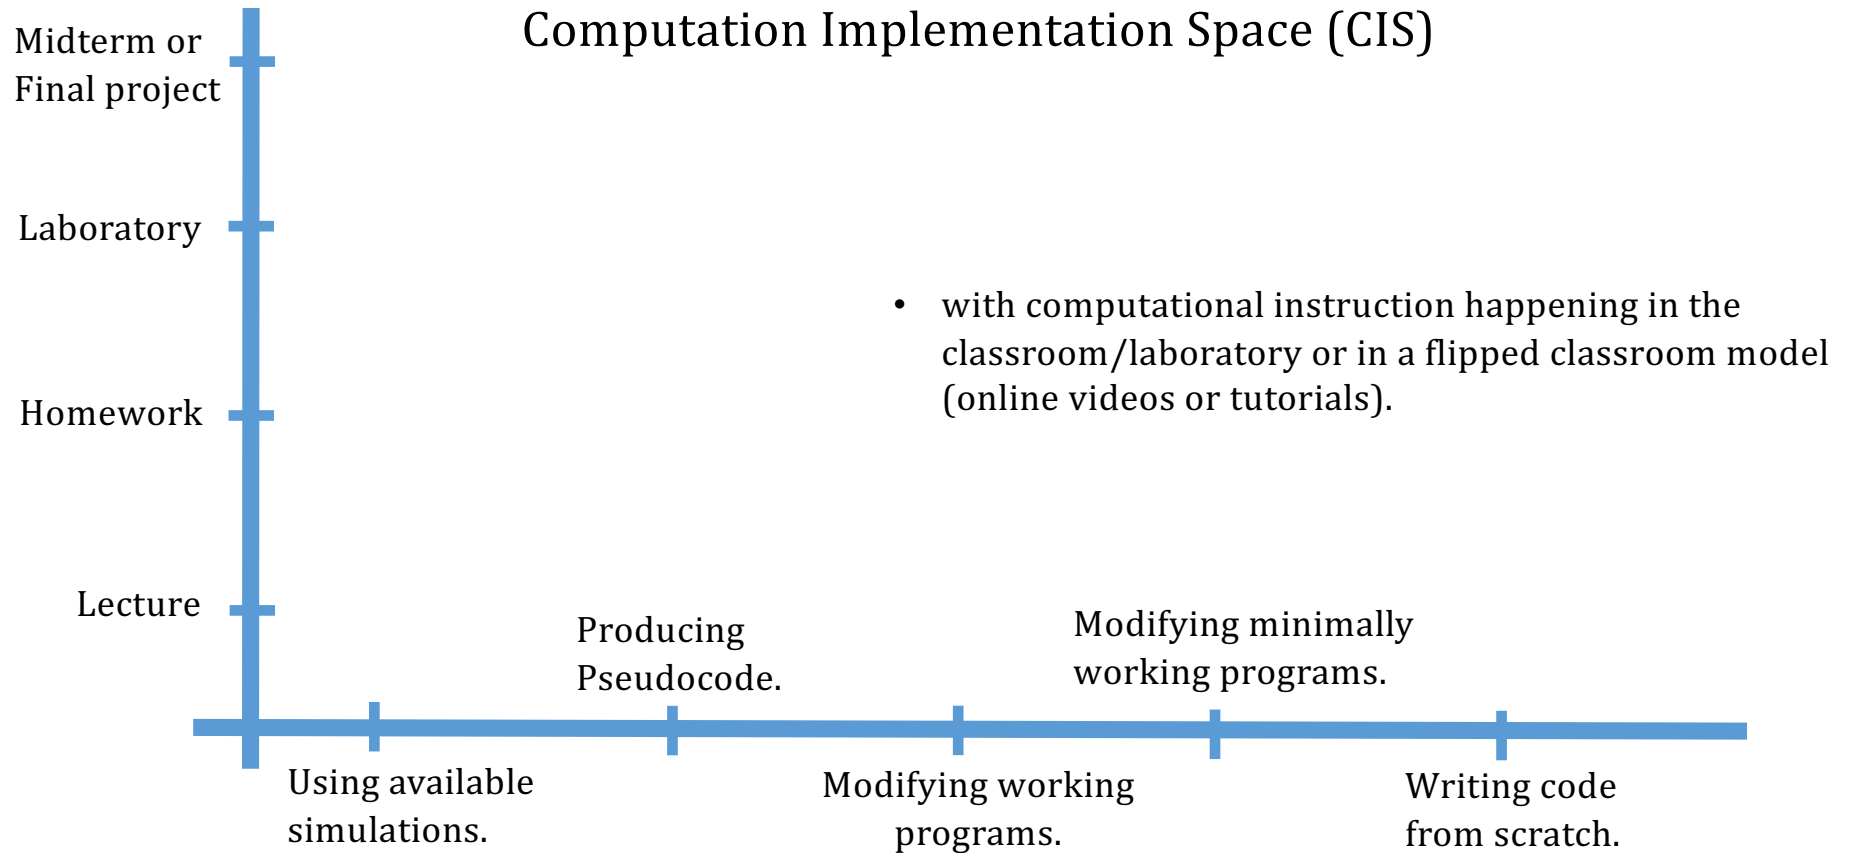 Computation Implementation Space (CIS)
Midterm or
Final project
Laboratory
• with computational instruction happening in the
classroom/laboratory or in a flipped classroom model
(online videos or tutorials).
Homework
Lecture
Producing
Pseudocode.
Modifying minimally
working programs.
Using available
simulations.
Modifying working
programs.
Writing code
from scratch.